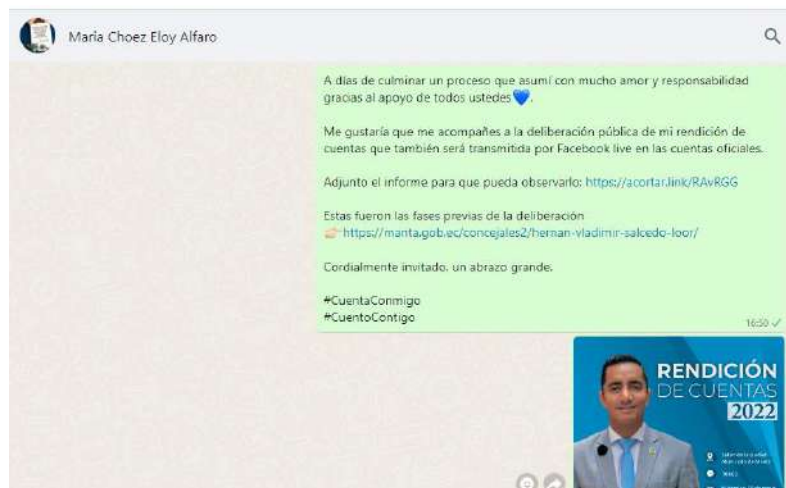 Maria Choez Eloy Alfaro
A días de culminar un proceso que asumí con mucho amor y responsabilidad
gracias al apoyo de todos ustedes💙.
Me gustaría que me acompañes a la deliberación pública de mi rendición de
cuentas que también será transmitida por Facebook live en las cuentas oficiales.
Adjunto el informe para que pueda observarlo: https://acortar.link/RAvRGG
Estas fueron las fases previas de la deliberación
👉🏻https://manta.gob.ec/concejales2/hernan-vladimir-salcedo-loor/
Cordialmente invitado, un abrazo grande.
#CuentaConmigo
#CuentoContigo
16:50
RENDICIÓN
DE CUENTAS
2022